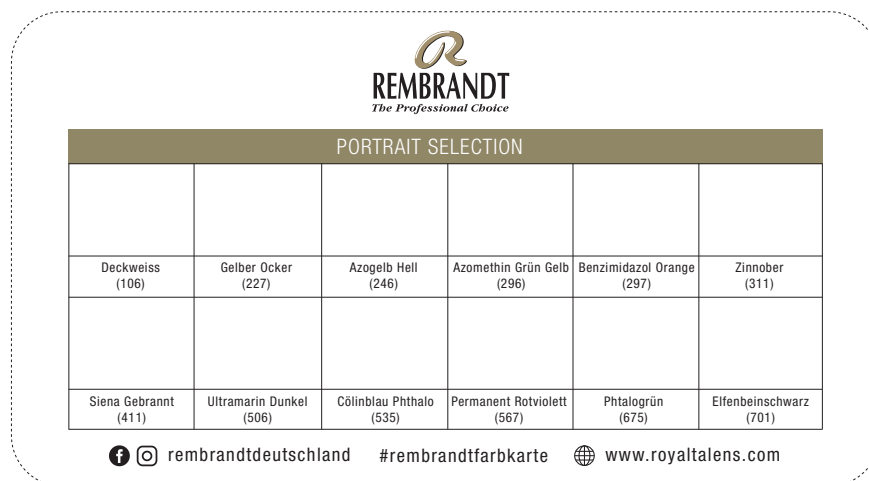 REMBRANDT
The Professional Choice
PORTRAIT SELECTION
Deckweiss (106)
Gelber Ocker (227)
Azogelb Hell (246)
Azomethin Grün Gelb (296)
Benzimidazol Orange (297)
Zinnober (311)
Siena Gebrannt (411)
Ultramarin Dunkel (506)
Cölinblau Phthalo (535)
Permanent Rotviolett (567)
Phtalogrün (675)
Elfenbeinschwarz (701)
rembrandtdeutschland #rembrandtfarbkarte www.royaltalens.com